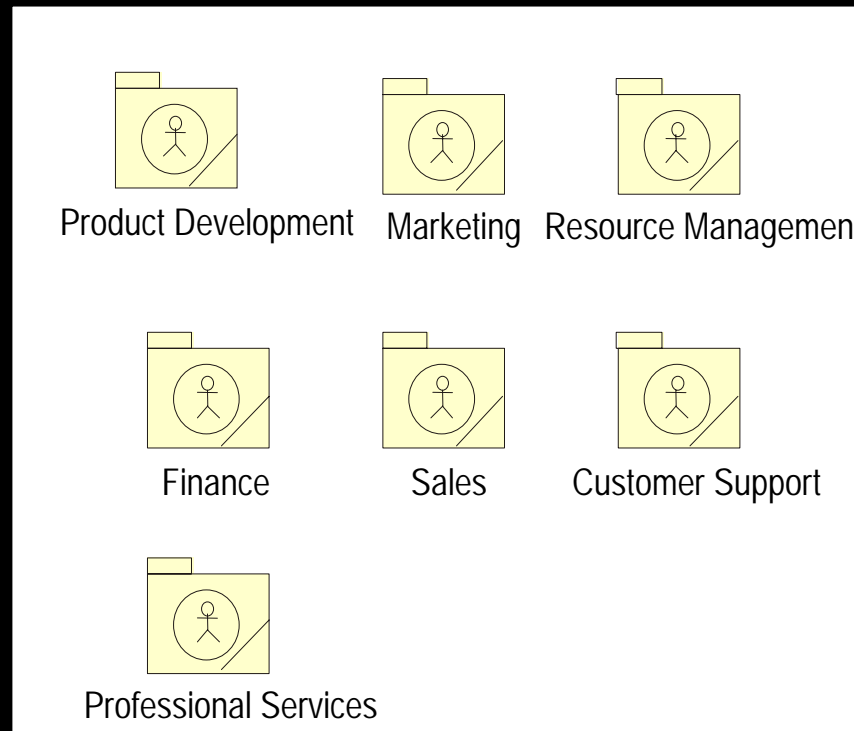 Product Development
Marketing
Resource Managemen
Finance
Sales
Customer Support
Professional Services